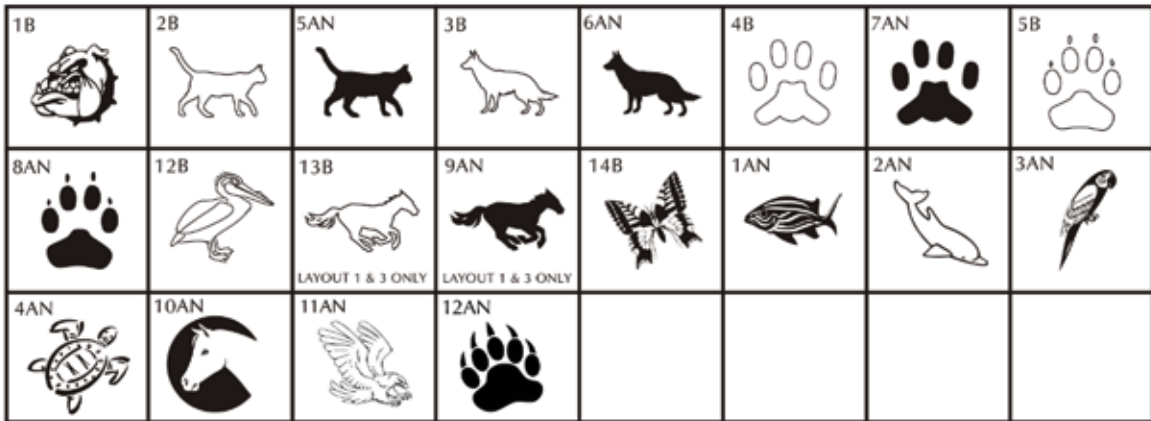 1B
2B
5AN
3B
6AN
4B
7AN
5B
8AN
12B
13B
LAYOUT 1 & 3 ONLY
9AN
LAYOUT 1 & 3 ONLY
14B
1AN
2AN
3AN
4AN
10AN
11AN
12AN